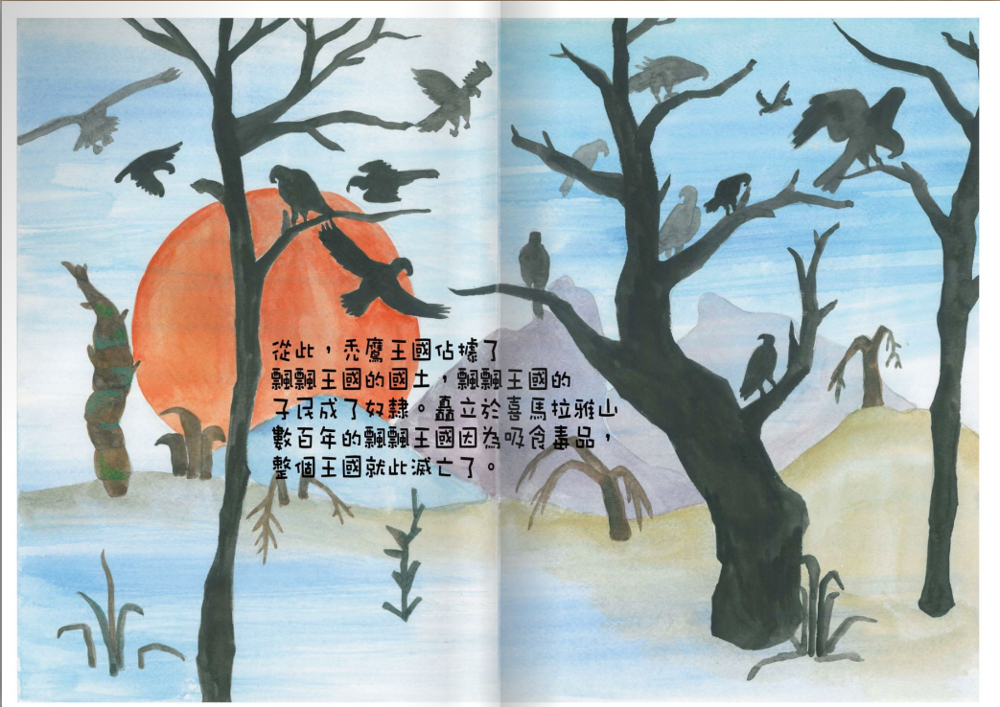 從此，禿鷹王國佔據了
飄飄王國的國土，飄飄王國的
子民成了奴隸。矗立於喜馬拉雅山
數百年的飄飄王國因為吸食毒品，
整個王國就此滅亡了。